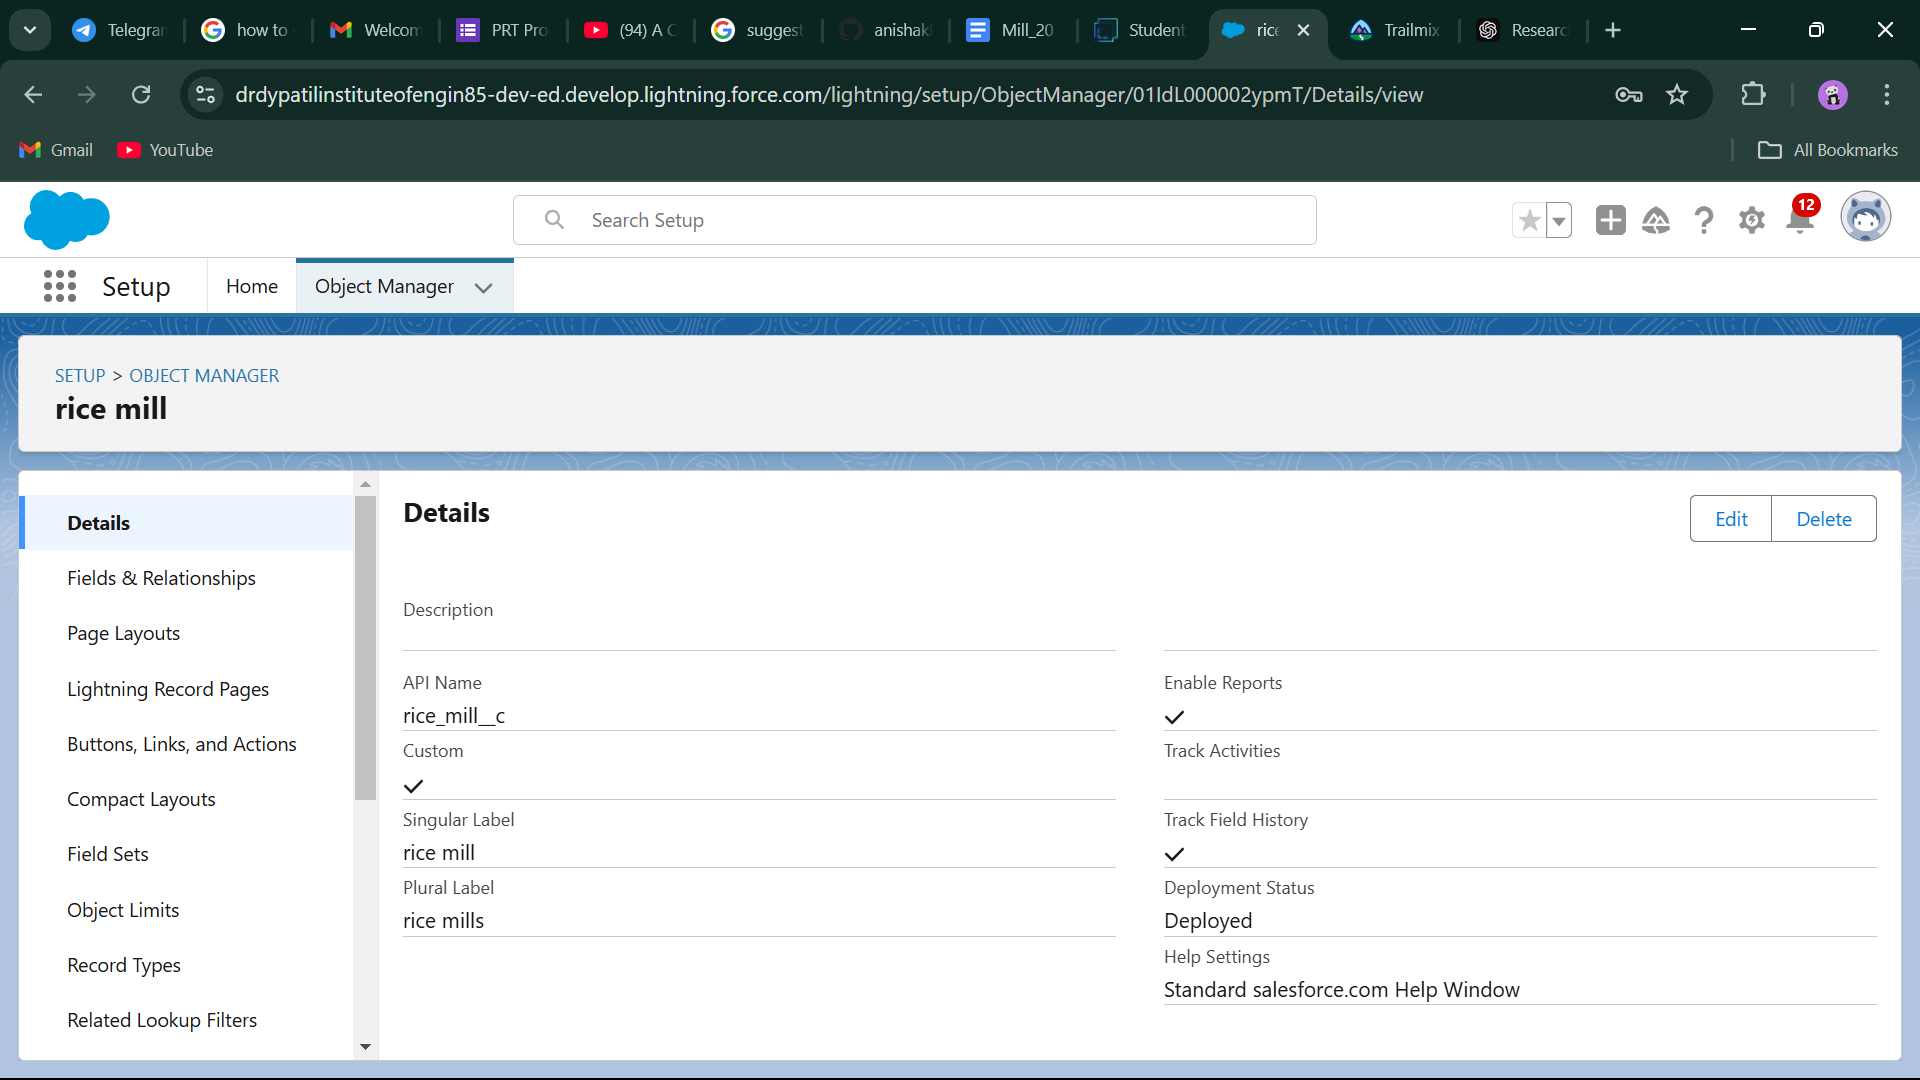 Telegram
how to
Welcom
PRT Pro
(94) A C
suggest
anishak
Mill_20
Student
rice
Trailmix
Researc
drdypatilinstituteofengin85-dev-ed.develop.lightning.force.com/lightning/setup/ObjectManager/01IdL000002ypmT/Details/view
Gmail
YouTube
All Bookmarks
Search Setup
12
Setup
Home
Object Manager
SETUP > OBJECT MANAGER
rice mill
Details
Fields & Relationships
Page Layouts
Lightning Record Pages
Buttons, Links, and Actions
Compact Layouts
Field Sets
Object Limits
Record Types
Related Lookup Filters
Details
Edit
Delete
Description
API Name
rice_mill__c
Custom
Singular Label
rice mill
Plural Label
rice mills
Enable Reports
Track Activities
Track Field History
Deployment Status
Deployed
Help Settings
Standard salesforce.com Help Window